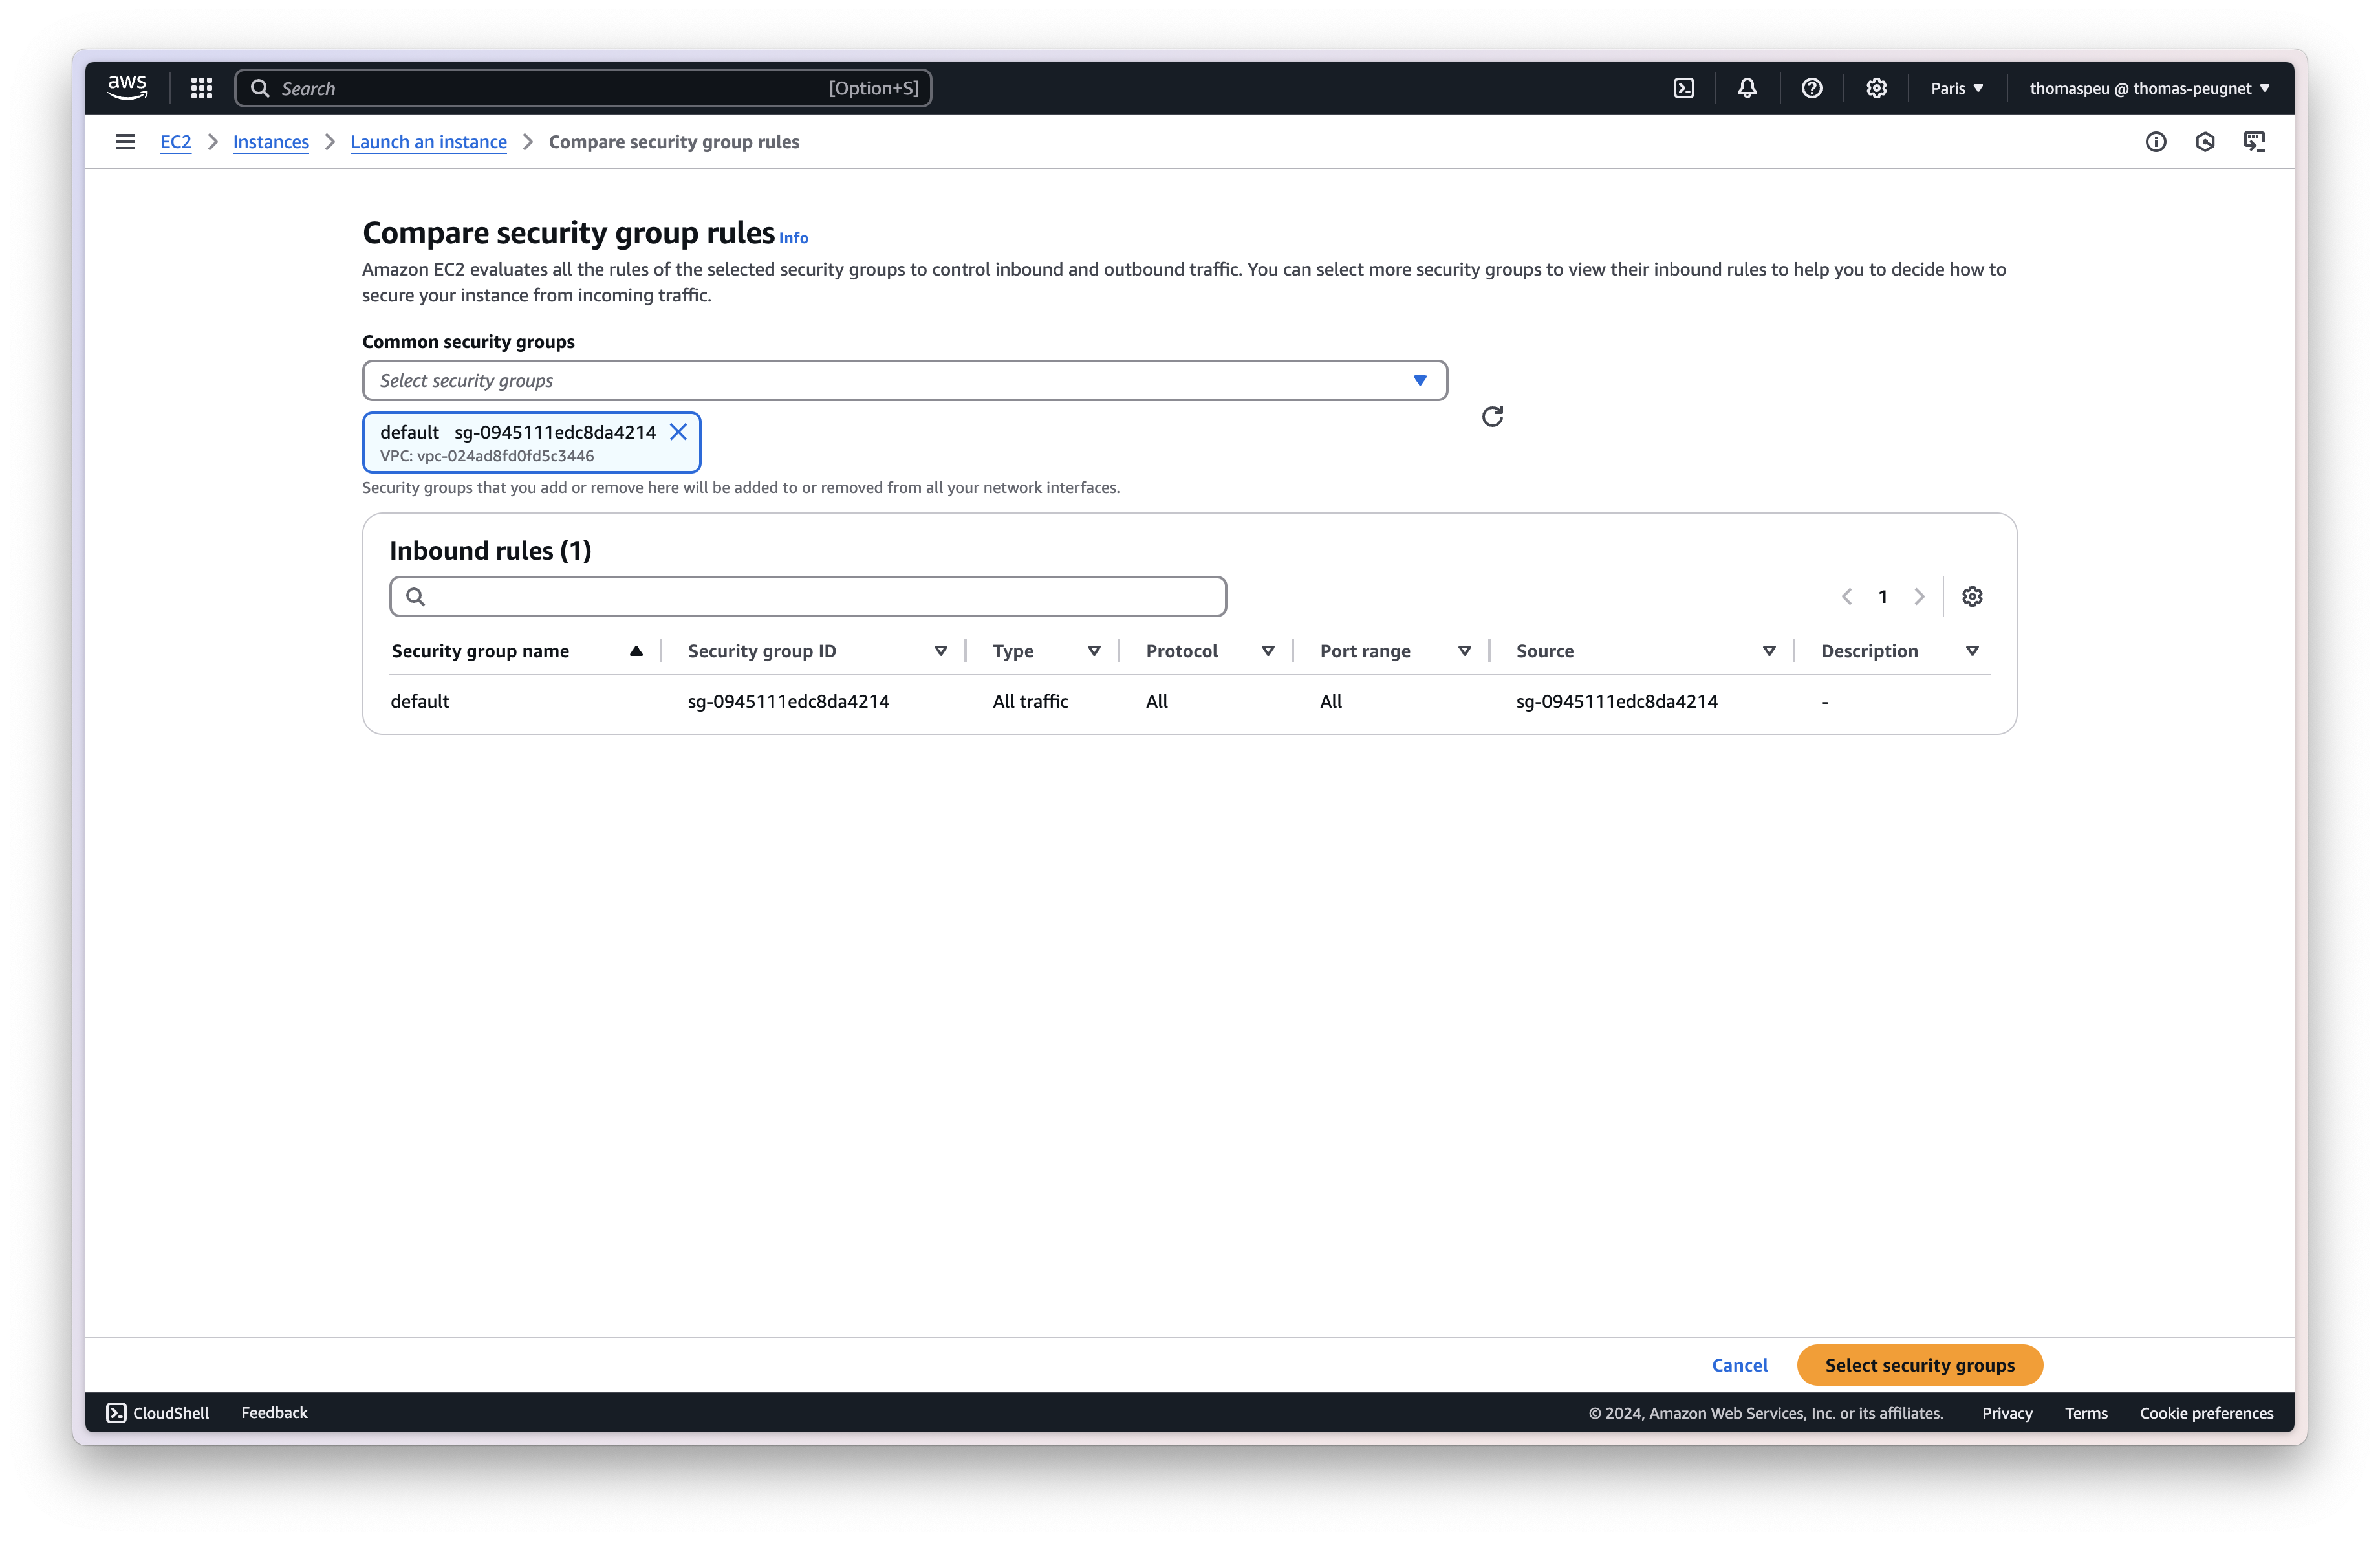 aws
Search [Option+S]
Paris
thomaspeu @ thomas-peugnet
EC2 Instances Launch an instance Compare security group rules
Compare security group rules Info
Amazon EC2 evaluates all the rules of the selected security groups to control inbound and outbound traffic. You can select more security groups to view their inbound rules to help you to decide how to
secure your instance from incoming traffic.
Common security groups
Select security groups
default sg-0945111edc8da4214
VPC: vpc-024ad8fd0fd5c3446
Security groups that you add or remove here will be added to or removed from all your network interfaces.
Inbound rules (1)
1
Security group name Security group ID Type Protocol Port range Source Description
default sg-0945111edc8da4214 All traffic All All sg-0945111edc8da4214 -
Cancel Select security groups
CloudShell Feedback © 2024, Amazon Web Services, Inc. or its affiliates. Privacy Terms Cookie preferences